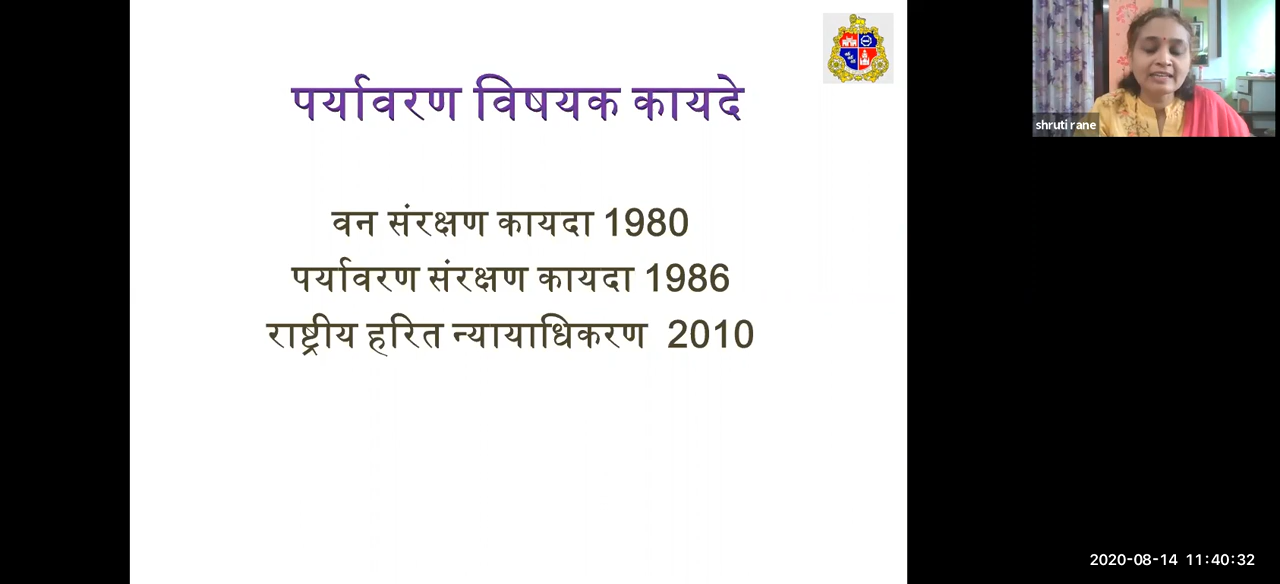 पर्यावरण विषयक कायदे
वन संरक्षण कायदा 1980
पर्यावरण संरक्षण कायदा 1986
राष्ट्रीय हरित न्यायाधिकरण 2010
shruti rane
2020-08-14 11:40:32